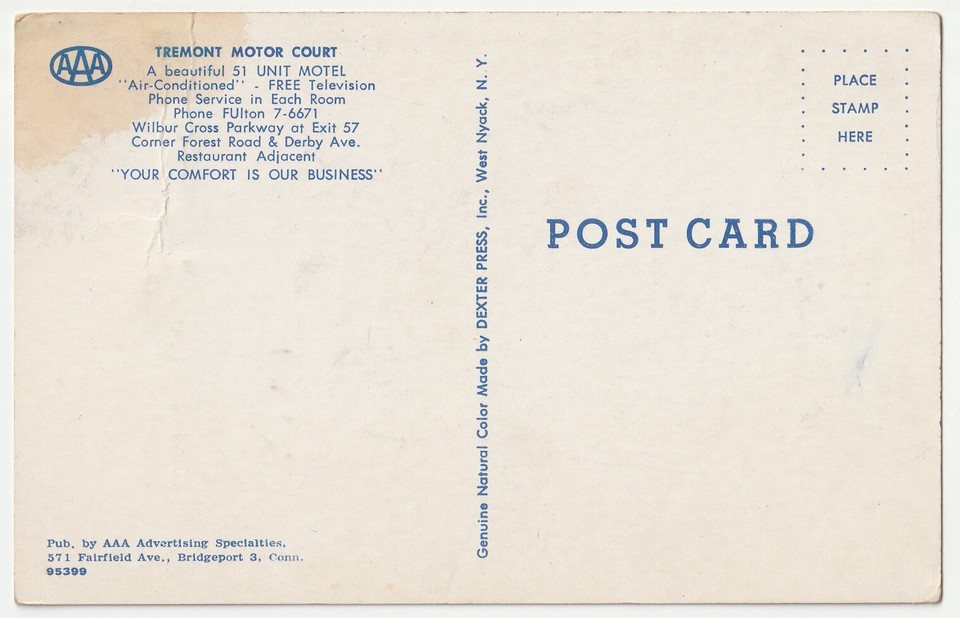 AAA
TREMONT MOTOR COURT
A beautiful 51 UNIT MOTEL
"Air-Conditioned" - FREE Television
Phone Service in Each Room
Phone FUlton 7-6671
Wilbur Cross Parkway at Exit 57
Corner Forest Road & Derby Ave.
Restaurant Adjacent
"YOUR COMFORT IS OUR BUSINESS"
Pub. by AAA Advertising Specialties,
571 Fairfield Ave., Bridgeport 3, Conn.
95399
Genuine Natural Color Made by DEXTER PRESS, Inc., West Nyack, N. Y.
PLACE
STAMP
HERE
POST CARD